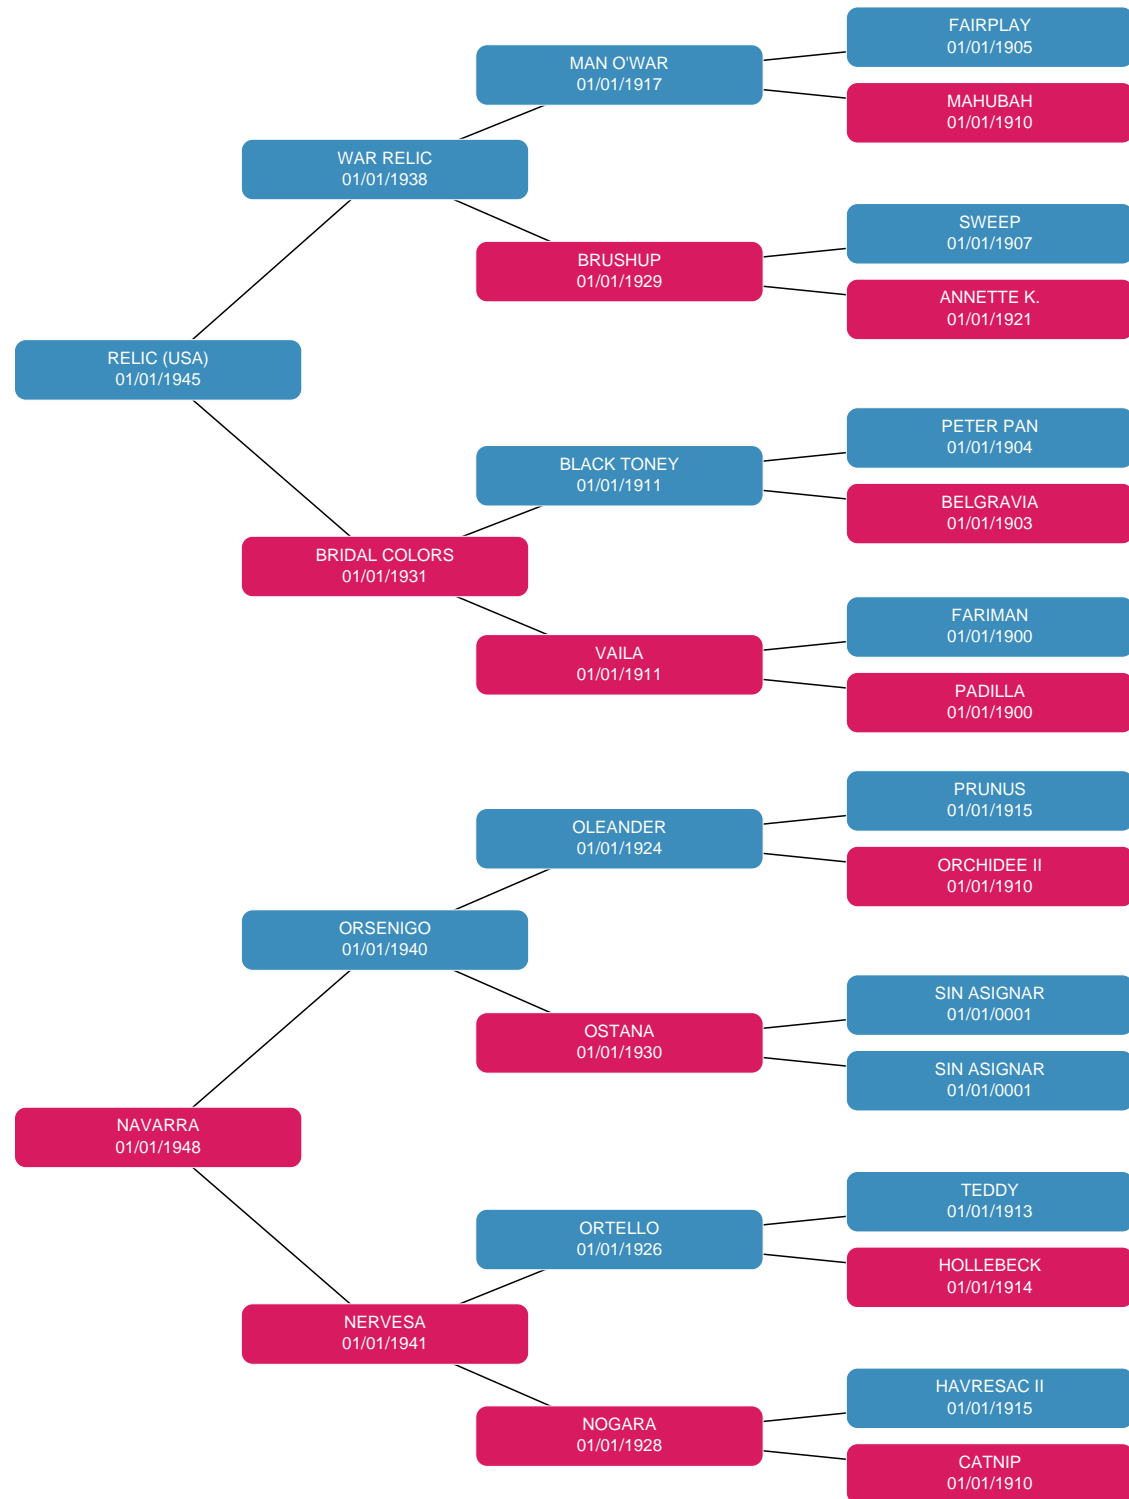 FAIRPLAY
01/01/1905
MAN O'WAR
01/01/1917
MAHUBAH
01/01/1910
WAR RELIC
01/01/1938
SWEEP
01/01/1907
BRUSHUP
01/01/1929
ANNETTE K.
01/01/1921
RELIC (USA)
01/01/1945
PETER PAN
01/01/1904
BLACK TONEY
01/01/1911
BELGRAVIA
01/01/1903
BRIDAL COLORS
01/01/1931
FARIMAN
01/01/1900
VAILA
01/01/1911
PADILLA
01/01/1900
PRUNUS
01/01/1915
OLEANDER
01/01/1924
ORCHIDEE II
01/01/1910
ORSENIGO
01/01/1940
SIN ASIGNAR
01/01/0001
OSTANA
01/01/1930
SIN ASIGNAR
01/01/0001
NAVARRA
01/01/1948
TEDDY
01/01/1913
ORTELLO
01/01/1926
HOLLEBECK
01/01/1914
NERVESA
01/01/1941
HAVRESAC II
01/01/1915
NOGARA
01/01/1928
CATNIP
01/01/1910